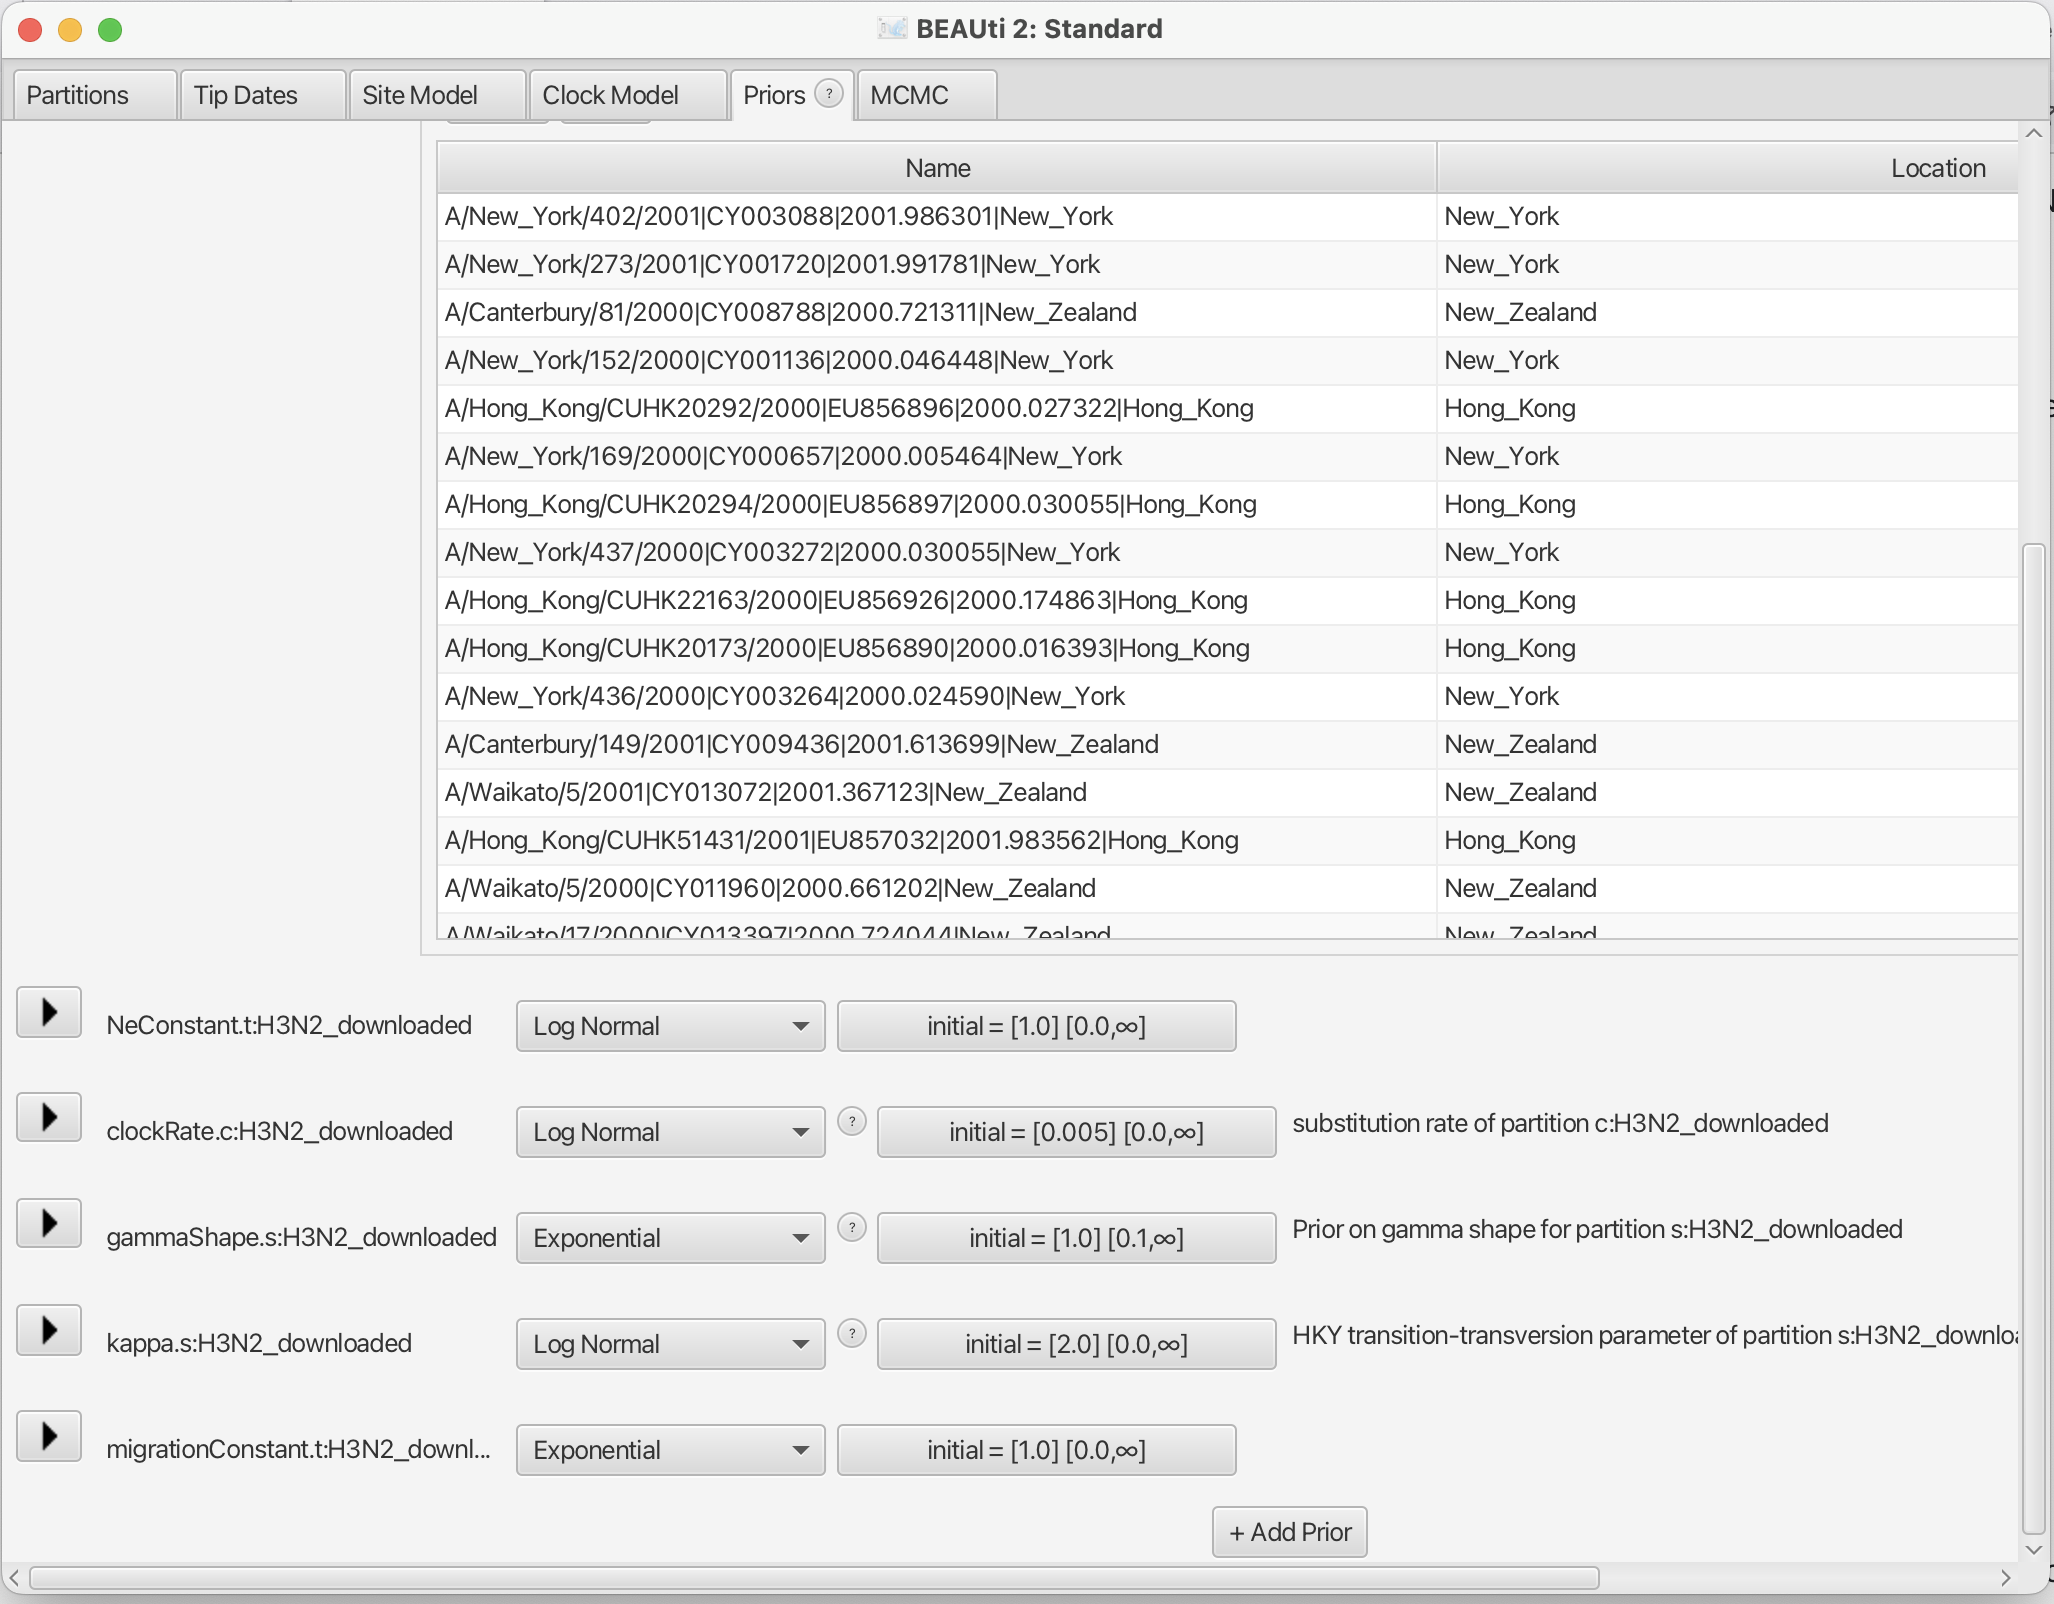 BEAUti 2: Standard
Partitions Tip Dates Site Model Clock Model Priors ? MCMC
Name Location
A/New_York/402/2001|CY003088|2001.986301|New_York New_York
A/New_York/273/2001|CY001720|2001.991781|New_York New_York
A/Canterbury/81/2000|CY008788|2000.721311|New_Zealand New_Zealand
A/New_York/152/2000|CY001136|2000.046448|New_York New_York
A/Hong_Kong/CUHK20292/2000|EU856896|2000.027322|Hong_Kong Hong_Kong
A/New_York/169/2000|CY000657|2000.005464|New_York New_York
A/Hong_Kong/CUHK20294/2000|EU856897|2000.030055|Hong_Kong Hong_Kong
A/New_York/437/2000|CY003272|2000.030055|New_York New_York
A/Hong_Kong/CUHK22163/2000|EU856926|2000.174863|Hong_Kong Hong_Kong
A/Hong_Kong/CUHK20173/2000|EU856890|2000.016393|Hong_Kong Hong_Kong
A/New_York/436/2000|CY003264|2000.024590|New_York New_York
A/Canterbury/149/2001|CY009436|2001.613699|New_Zealand New_Zealand
A/Waikato/5/2001|CY013072|2001.367123|New_Zealand New_Zealand
A/Hong_Kong/CUHK51431/2001|EU857032|2001.983562|Hong_Kong Hong_Kong
A/Waikato/5/2000|CY011960|2000.661202|New_Zealand New_Zealand
A/Waikato/17/2000|CY013397|2000.724044|New_Zealand New_Zealand
NeConstant.t:H3N2_downloaded Log Normal initial = [1.0] [0.0,∞]
clockRate.c:H3N2_downloaded Log Normal ? initial = [0.005] [0.0,∞] substitution rate of partition c:H3N2_downloaded
gammaShape.s:H3N2_downloaded Exponential ? initial = [1.0] [0.1,∞] Prior on gamma shape for partition s:H3N2_downloaded
kappa.s:H3N2_downloaded Log Normal ? initial = [2.0] [0.0,∞] HKY transition-transversion parameter of partition s:H3N2_downloa
migrationConstant.t:H3N2_downl... Exponential initial = [1.0] [0.0,∞]
+ Add Prior